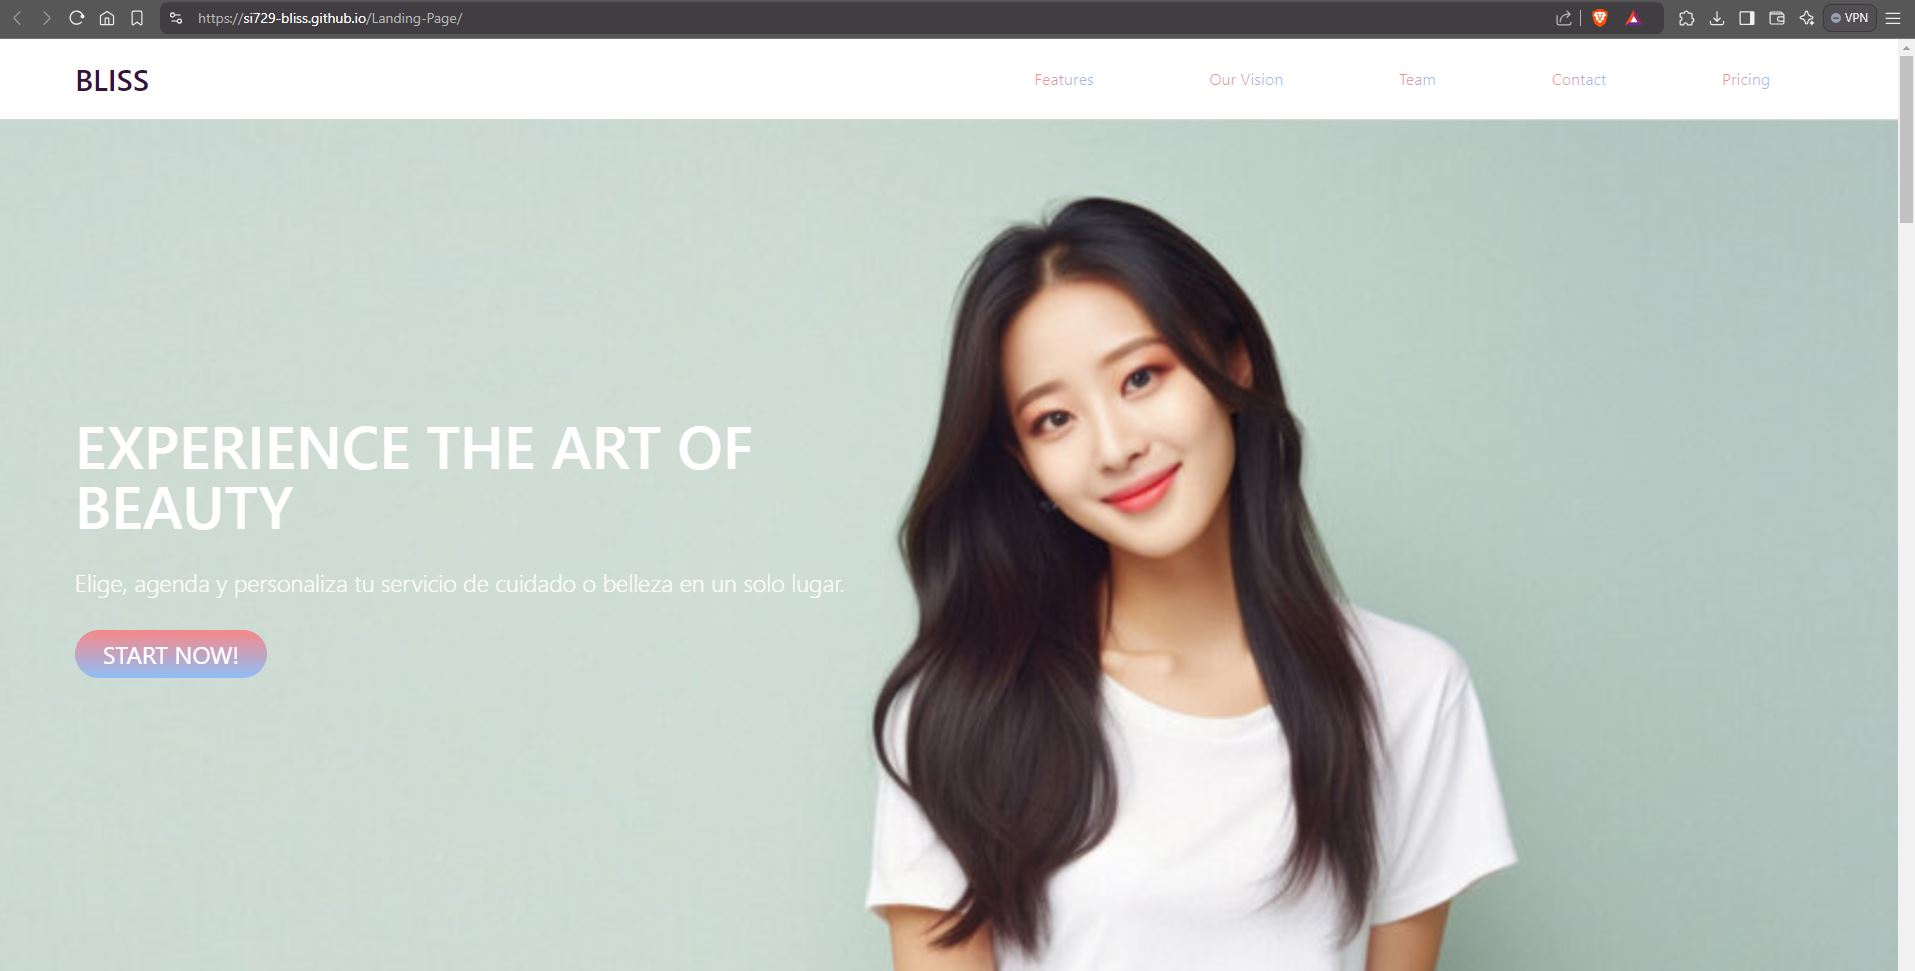 https://si729-bliss.github.io/Landing-Page/
VPN
BLISS
Features
Our Vision
Team
Contact
Pricing
EXPERIENCE THE ART OF
BEAUTY
Elige, agenda y personaliza tu servicio de cuidado o belleza en un solo lugar.
START NOW!